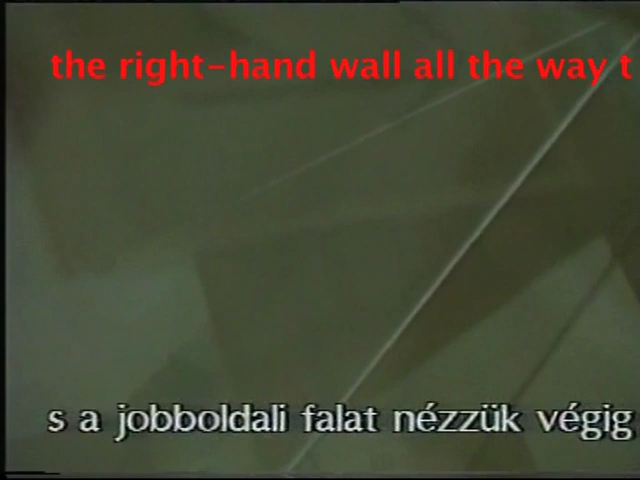 the right-hand wall all the way t
s a jobboldali falat nézzük végig